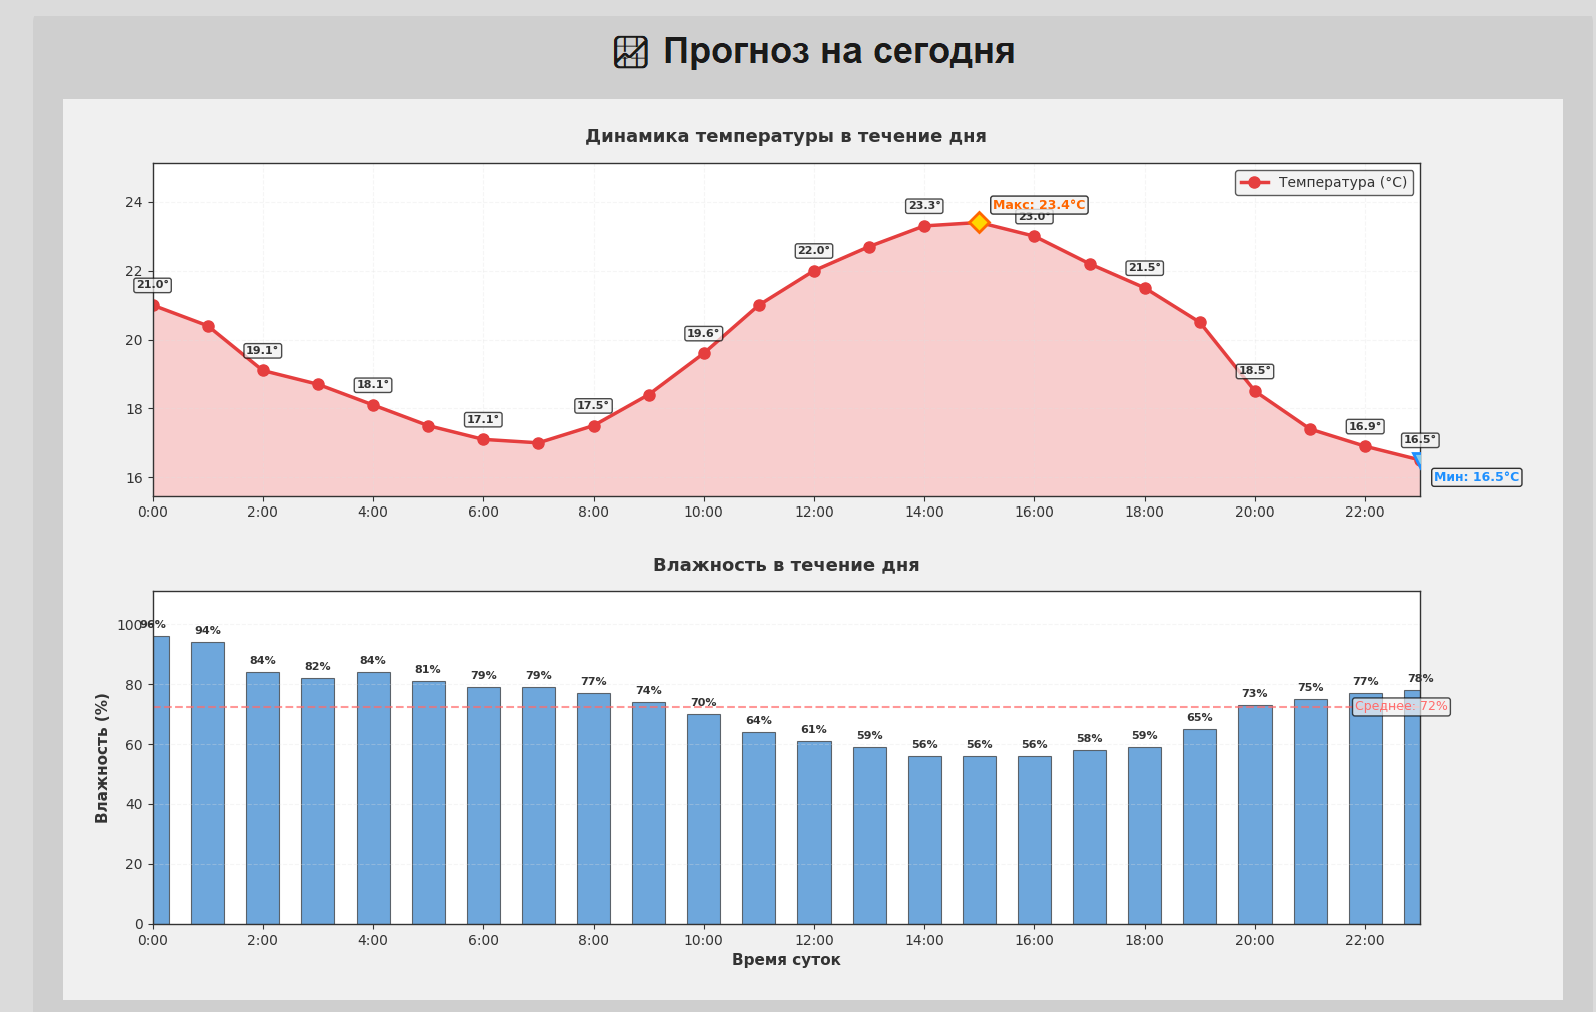 Прогноз на сегодня
Динамика температуры в течение дня
Температура (°C)
24
22
20
18
16
21.0°
19.1°
18.1°
17.1°
17.5°
19.6°
22.0°
23.3°
Макс: 23.4°C
23.0°
21.5°
18.5°
16.9°
16.5°
Мин: 16.5°C
0:00 2:00 4:00 6:00 8:00 10:00 12:00 14:00 16:00 18:00 20:00 22:00
Влажность в течение дня
Влажность (%)
100
80
60
40
20
0
96% 94% 84% 82% 84% 81% 79% 79% 77% 74% 70% 64% 61% 59% 56% 56% 56% 58% 59% 65% 73% 75% 77% 78%
Среднее: 72%
0:00 2:00 4:00 6:00 8:00 10:00 12:00 14:00 16:00 18:00 20:00 22:00
Время суток